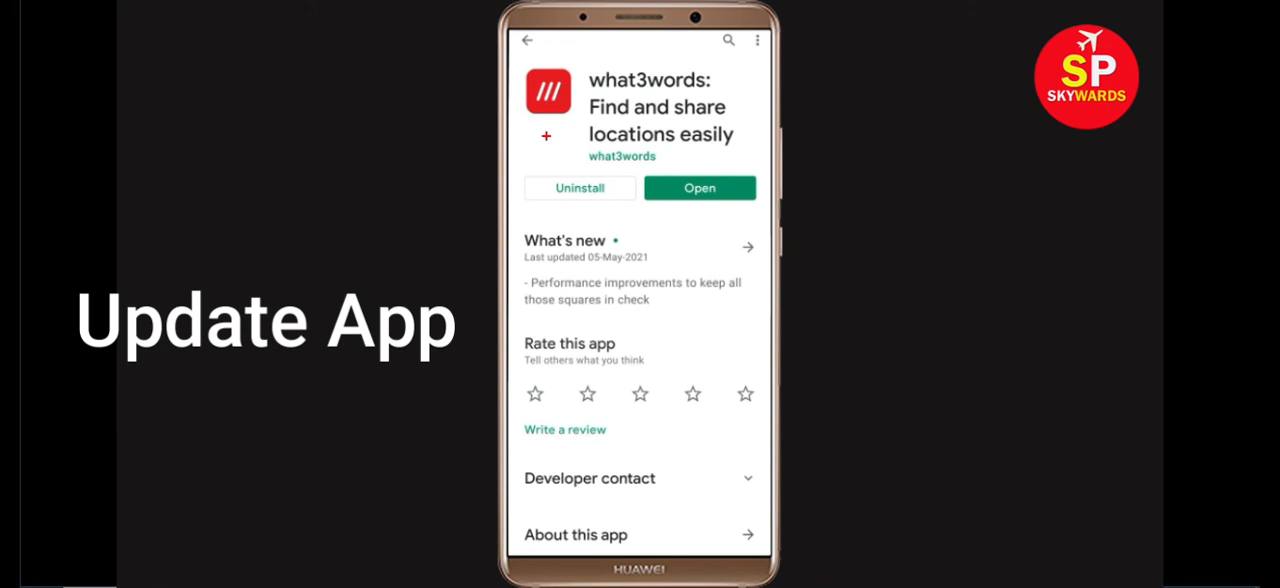 SP
SKYWARDS
what3words:
Find and share
locations easily
what3words
Uninstall
Open
What's new
Last updated 05-May-2021
- Performance improvements to keep all
those squares in check
Update App
Rate this app
Tell others what you think
Write a review
Developer contact
About this app
HUAWEI